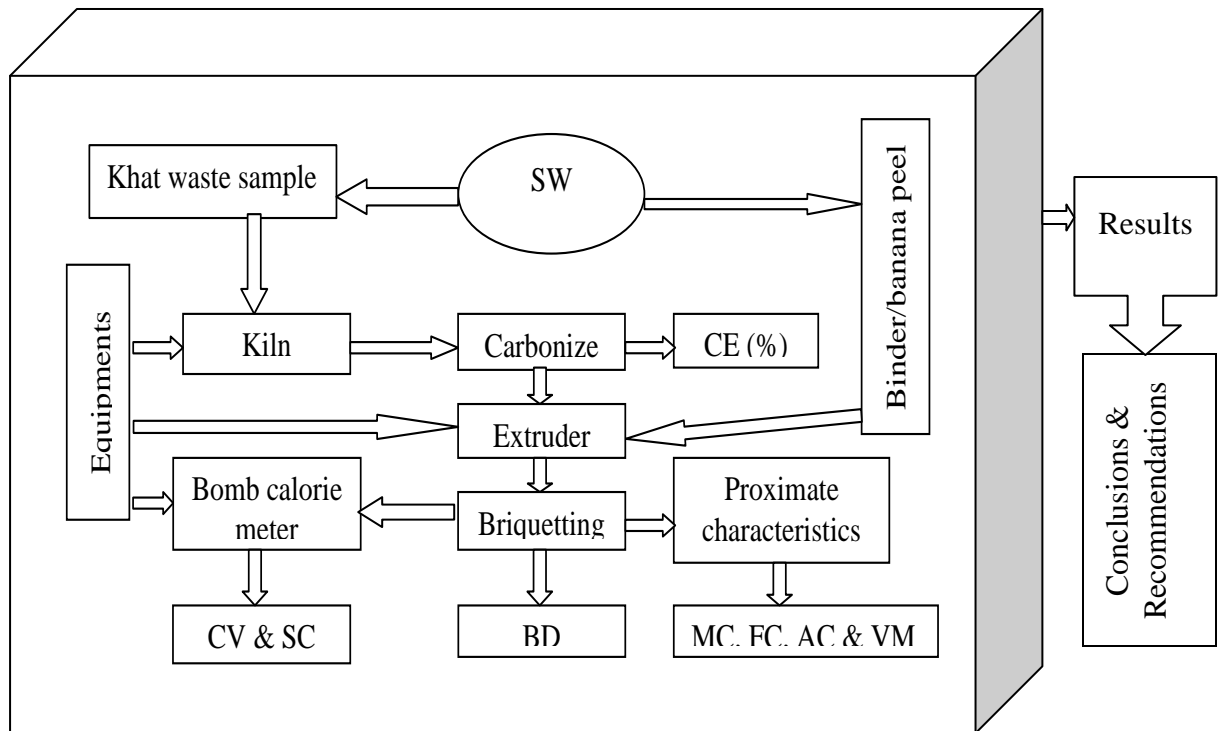 SW
Khat waste sample
Binder/banana peel
Results
Equipments
Kiln
Carbonize
CE (%)
Extruder
Bomb calorie
meter
Briquetting
Proximate
characteristics
Conclusions &
Recommendations
CV & SC
BD
MC, FC, AC & VM